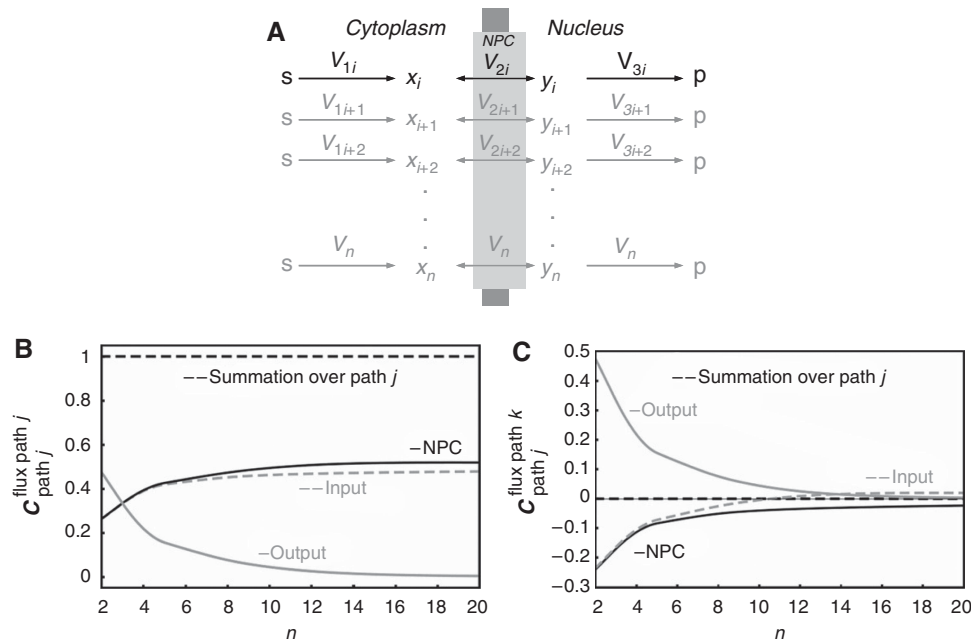 A
Cytoplasm NPC Nucleus
s V1i xi V2i yi V3i p
s V1i+1 xi+1 V2i+1 yi+1 V3i+1 p
s V1i+2 xi+2 V2i+2 yi+2 V3i+2 p
s Vn xn Vn yn Vn p
B
C flux path j path j
1
0.8
0.6
0.4
0.2
0
--Summation over path j
–NPC
--Input
–Output
2 4 6 8 10 12 14 16 18 20
n
C
C flux path k path j
0.5
0.4
0.3
0.2
0.1
0
−0.1
−0.2
−0.3
--Summation over path j
–Output
--Input
–NPC
2 4 6 8 10 12 14 16 18 20
n